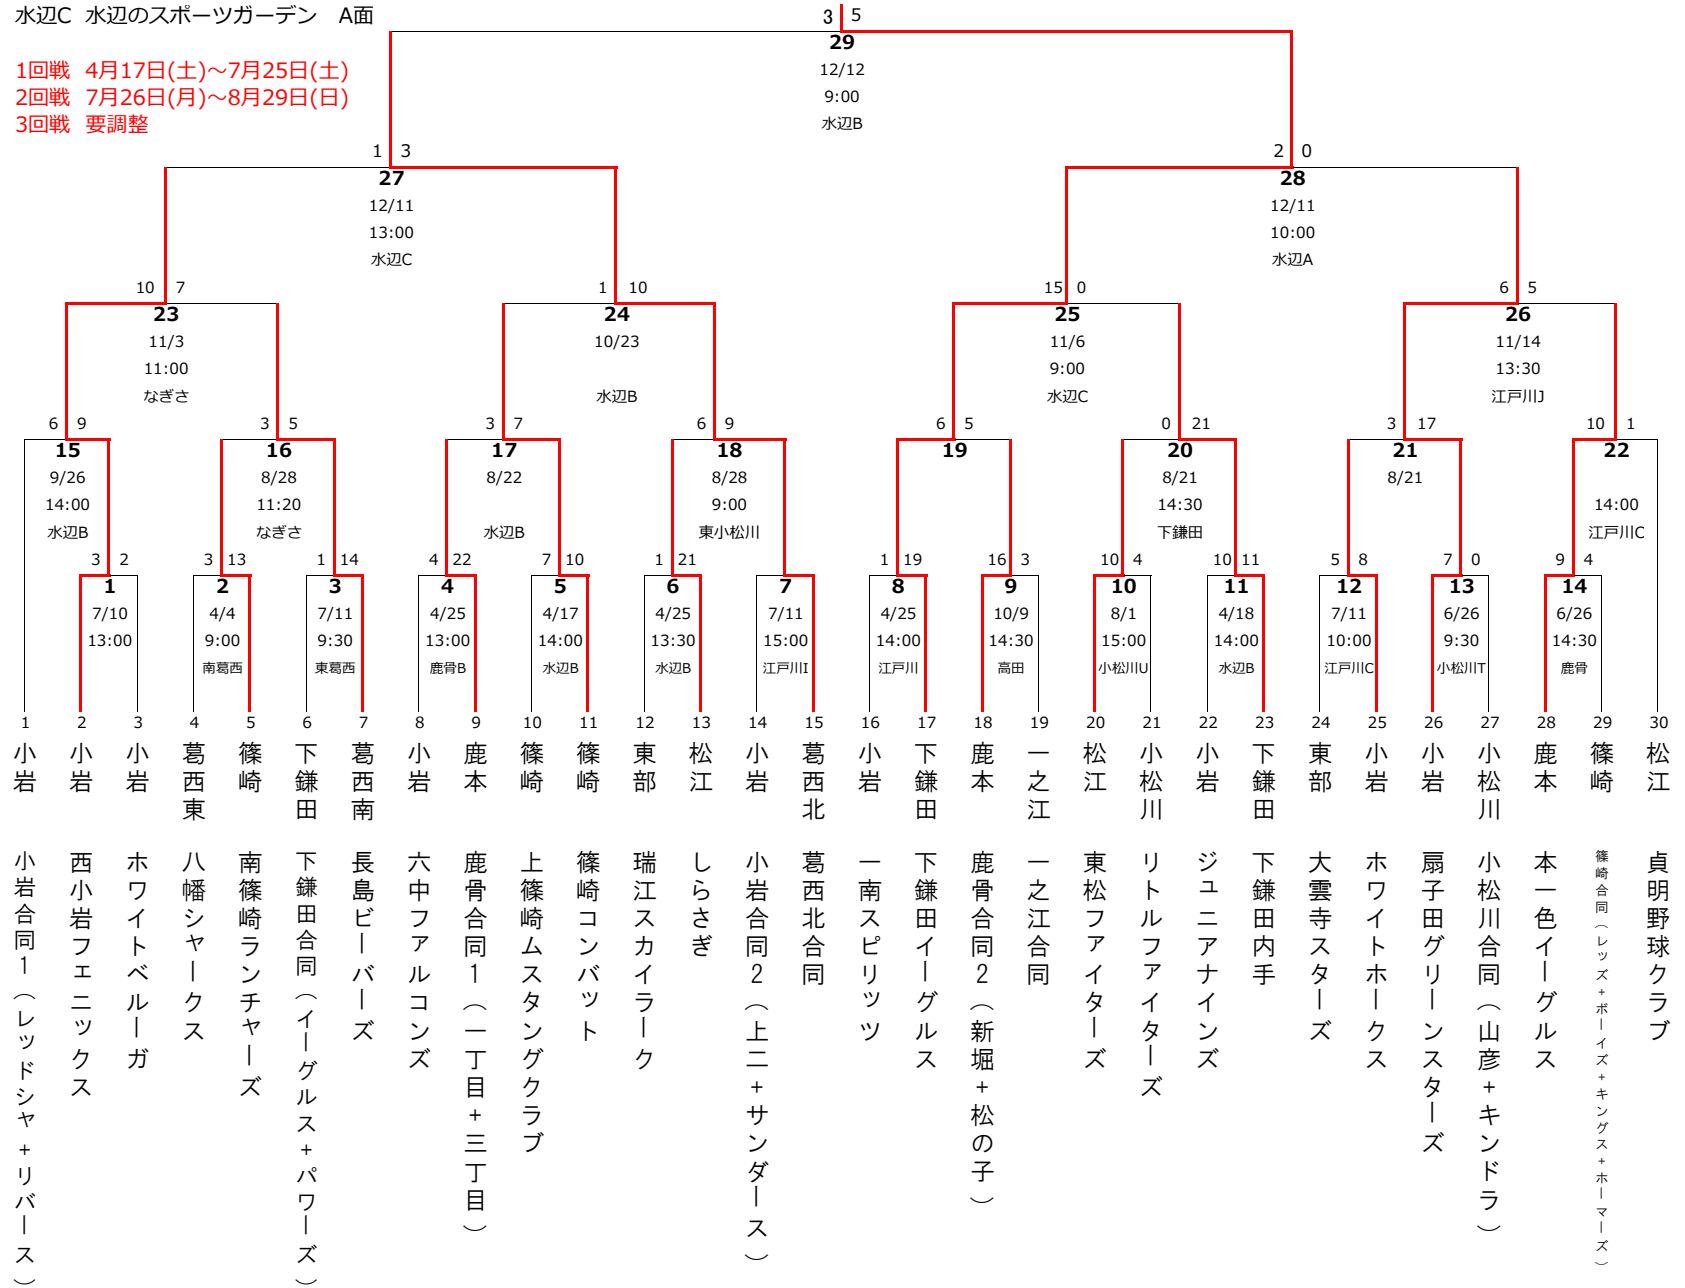 水辺C 水辺のスポーツガーデン　A面
1回戦 4月17日(土)～7月25日(土)
2回戦 7月26日(月)～8月29日(日)
3回戦 要調整
3 5
29
12/12
9:00
水辺B
1 3
27
12/11
13:00
水辺C
2 0
28
12/11
10:00
水辺A
10 7
23
11/3
11:00
なぎさ
1 10
24
10/23
水辺B
15 0
25
11/6
9:00
水辺C
6 5
26
11/14
13:30
江戸川J
6 9
15
9/26
14:00
水辺B
3 5
16
8/28
11:20
なぎさ
3 7
17
8/22
水辺B
6 9
18
8/28
9:00
東小松川
6 5
19
0 21
20
8/21
14:30
下鎌田
3 17
21
8/21
10 1
22
14:00
江戸川C
3 2
1
7/10
13:00
3 13
2
4/4
9:00
南葛西
1 14
3
7/11
9:30
東葛西
4 22
4
4/25
13:00
鹿骨B
7 10
5
4/17
14:00
水辺B
1 21
6
4/25
13:30
水辺B
7
7/11
15:00
江戸川I
1 19
8
4/25
14:00
江戸川
16 3
9
10/9
14:30
高田
10 4
10
8/1
15:00
小松川U
10 11
11
4/18
14:00
水辺B
5 8
12
7/11
10:00
江戸川C
7 0
13
6/26
9:30
小松川T
9 4
14
6/26
14:30
鹿骨
1 小岩 小岩合同1（レッドシャ+リバース）
2 小岩 西小岩フェニックス
3 小岩 ホワイトベルーガ
4 葛西東 八幡シャークス
5 篠崎 南篠崎ランチャーズ
6 下鎌田 下鎌田合同（イーグルス+パワーズ）
7 葛西南 長島ビーバーズ
8 小岩 六中ファルコンズ
9 鹿本 鹿骨合同1（一丁目+三丁目）
10 篠崎 上篠崎ムスタングクラブ
11 篠崎 篠崎コンバット
12 東部 瑞江スカイラーク
13 松江 しらさぎ
14 小岩 小岩合同2（上二+サンダース）
15 葛西北 葛西北合同
16 小岩 一南スピリッツ
17 下鎌田 下鎌田イーグルス
18 鹿本 鹿骨合同2（新堀+松の子）
19 一之江 一之江合同
20 松江 東松ファイターズ
21 小松川 リトルファイターズ
22 小岩 ジュニアナインズ
23 下鎌田 下鎌田内手
24 東部 大雲寺スターズ
25 小岩 ホワイトホークス
26 小岩 扇子田グリーンスターズ
27 小松川 小松川合同（山彦+キンドラ）
28 鹿本 本一色イーグルス
29 篠崎 篠崎合同（レッズ+ボーイズ+キングス+ホーマーズ）
30 松江 貞明野球クラブ